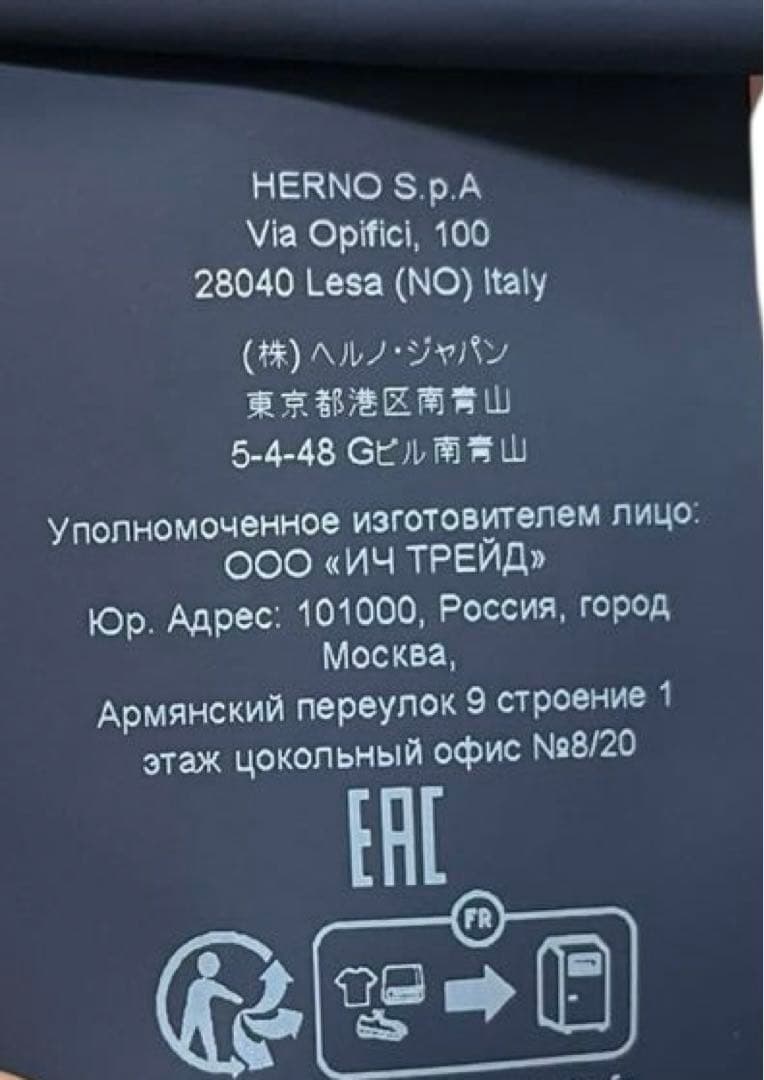 HERNO S.p.A
Via Opifici, 100
28040 Lesa (NO) Italy
(株)ヘルノ・ジャパン
東京都港区南青山
5-4-48 Gビル南青山
Уполномоченное изготовителем лицо:
ООО «ИЧ ТРЕЙД»
Юр. Адрес: 101000, Россия, город
Москва,
Армянский переулок 9 строение 1
этаж цокольный офис №8/20
EAC
FR